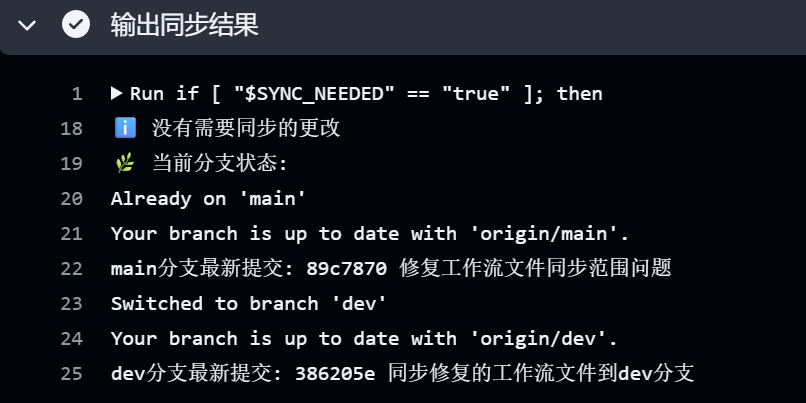 输出同步结果
1 Run if [ "$SYNC_NEEDED" == "true" ]; then
18 ℹ️ 没有需要同步的更改
19 🌿 当前分支状态:
20 Already on 'main'
21 Your branch is up to date with 'origin/main'.
22 main分支最新提交: 89c7870 修复工作流文件同步范围问题
23 Switched to branch 'dev'
24 Your branch is up to date with 'origin/dev'.
25 dev分支最新提交: 386205e 同步修复的工作流文件到dev分支